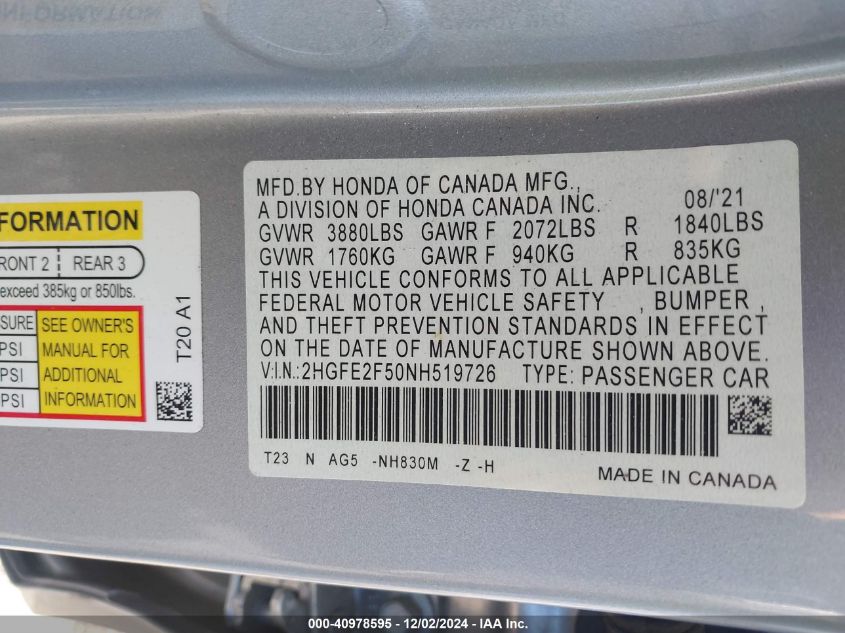 FORMATION
RONT 2 REAR 3
exceed 385kg or 850lbs.
SURE SEE OWNER'S
PSI MANUAL FOR
PSI ADDITIONAL
PSI INFORMATION
T20 A1
MFD.BY HONDA OF CANADA MFG.,
A DIVISION OF HONDA CANADA INC. 08/'21
GVWR 3880LBS GAWR F 2072LBS R 1840LBS
GVWR 1760KG GAWR F 940KG R 835KG
THIS VEHICLE CONFORMS TO ALL APPLICABLE
FEDERAL MOTOR VEHICLE SAFETY , BUMPER ,
AND THEFT PREVENTION STANDARDS IN EFFECT
ON THE DATE OF MANUFACTURE SHOWN ABOVE.
V.I.N.:2HGFE2F50NH519726 TYPE: PASSENGER CAR
T23 N AG5 -NH830M -Z -H
MADE IN CANADA
000-40978595 - 12/02/2024 - IAA Inc.